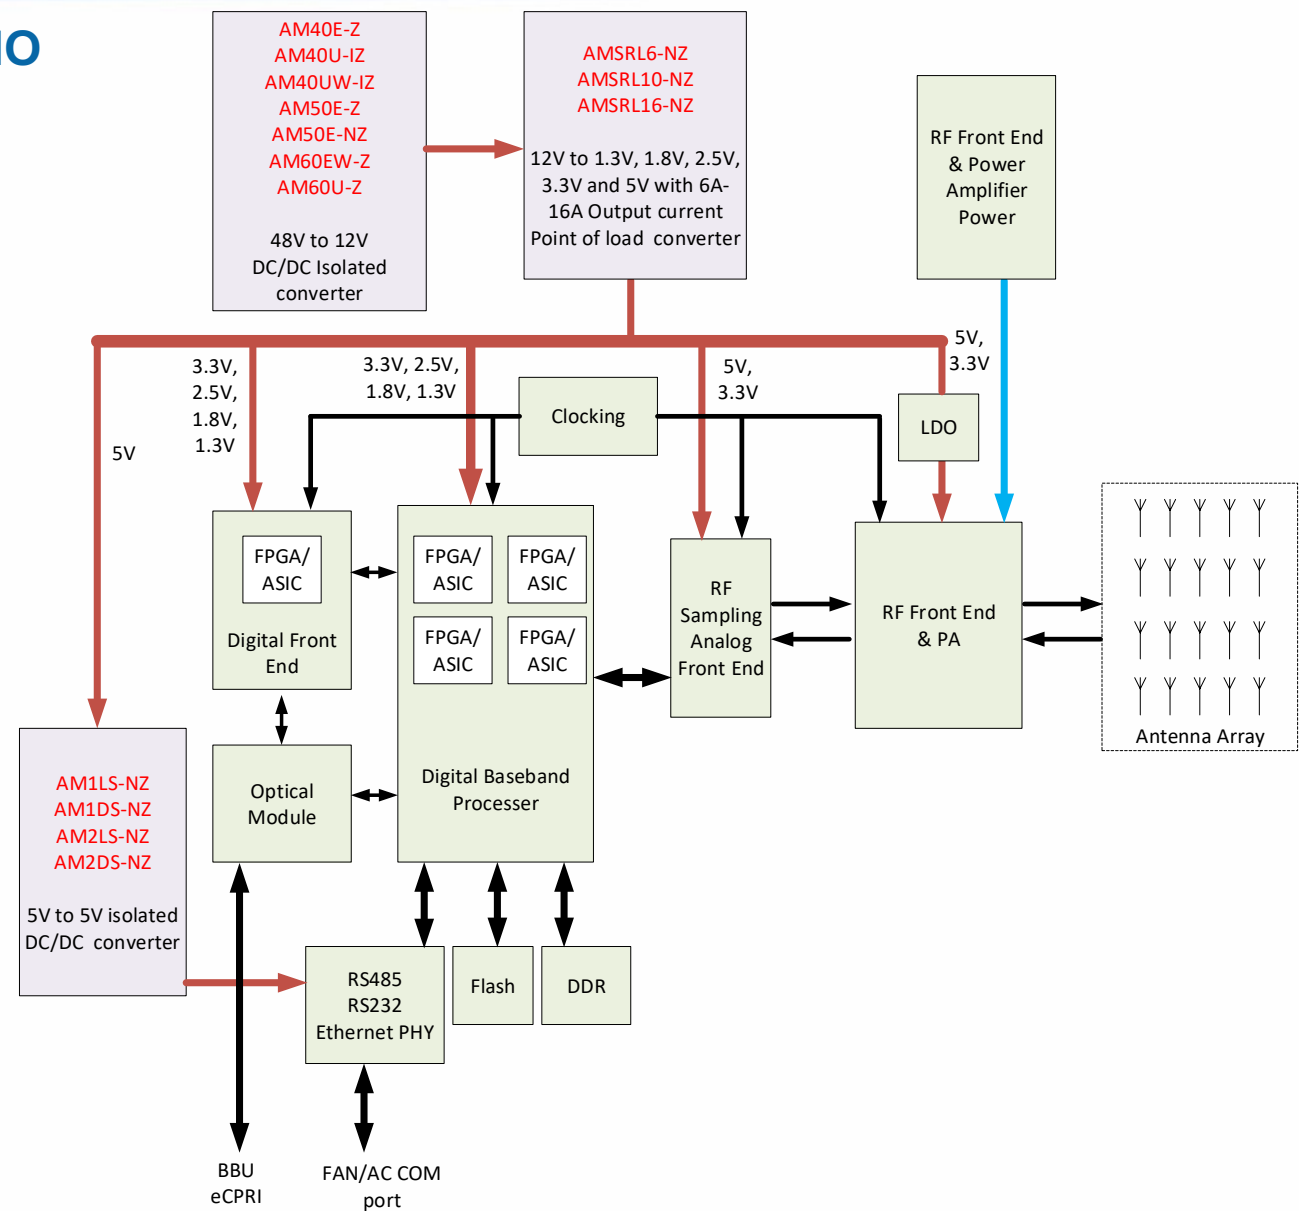 IO
AM40E-Z
AM40U-IZ
AM40UW-IZ
AM50E-Z
AM50E-NZ
AM60EW-Z
AM60U-Z
48V to 12V
DC/DC Isolated
converter
AMSRL6-NZ
AMSRL10-NZ
AMSRL16-NZ
12V to 1.3V, 1.8V, 2.5V,
3.3V and 5V with 6A-
16A Output current
Point of load converter
RF Front End
& Power
Amplifier
Power
5V
3.3V,
2.5V,
1.8V,
1.3V
3.3V, 2.5V,
1.8V, 1.3V
Clocking
5V,
3.3V
5V,
3.3V
LDO
FPGA/
ASIC
Digital Front
End
FPGA/
ASIC
FPGA/
ASIC
FPGA/
ASIC
FPGA/
ASIC
Digital Baseband
Processer
RF
Sampling
Analog
Front End
RF Front End
& PA
Antenna Array
Optical
Module
AM1LS-NZ
AM1DS-NZ
AM2LS-NZ
AM2DS-NZ
5V to 5V isolated
DC/DC converter
RS485
RS232
Ethernet PHY
Flash
DDR
BBU
eCPRI
FAN/AC COM
port